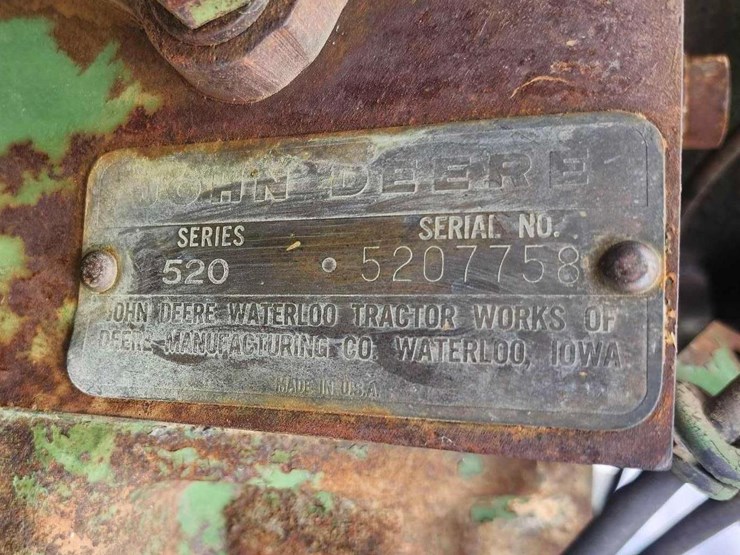 JOHN DEERE
SERIES SERIAL NO.
520 5207758
JOHN DEERE WATERLOO TRACTOR WORKS OF
DEERE MANUFACTURING CO. WATERLOO, IOWA
MADE IN U.S.A.